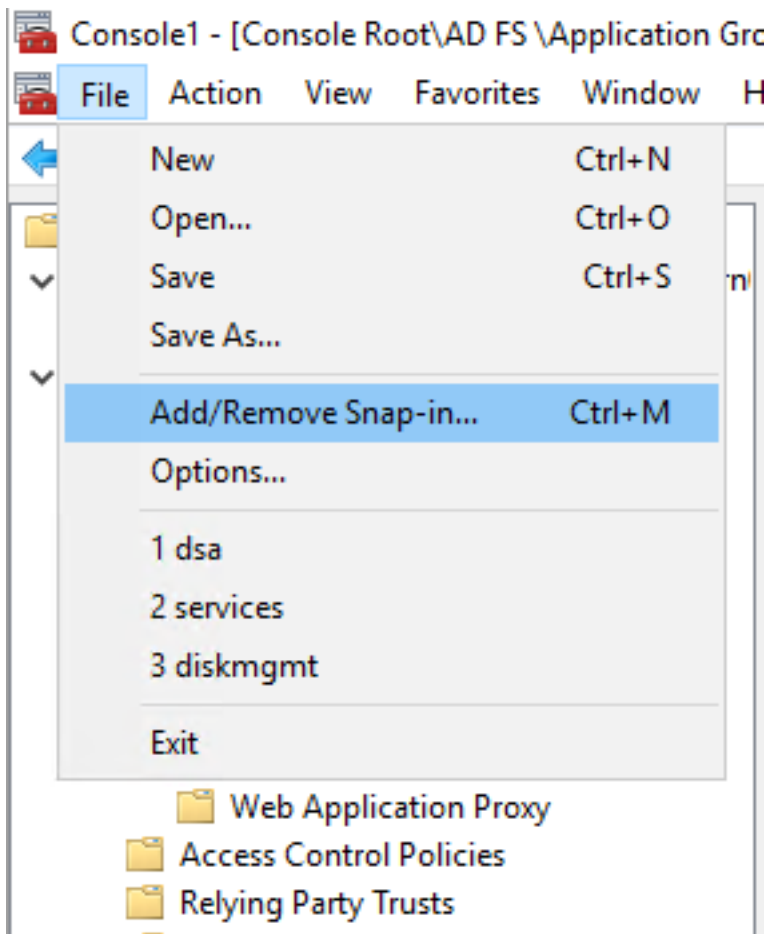 Console1 - [Console Root\AD FS \Application
File Action View Favorites Window
New Ctrl+N
Open... Ctrl+O
Save Ctrl+S
Save As...
Add/Remove Snap-in... Ctrl+M
Options...
1 dsa
2 services
3 diskmgmt
Exit
Web Application Proxy
Access Control Policies
Relying Party Trusts